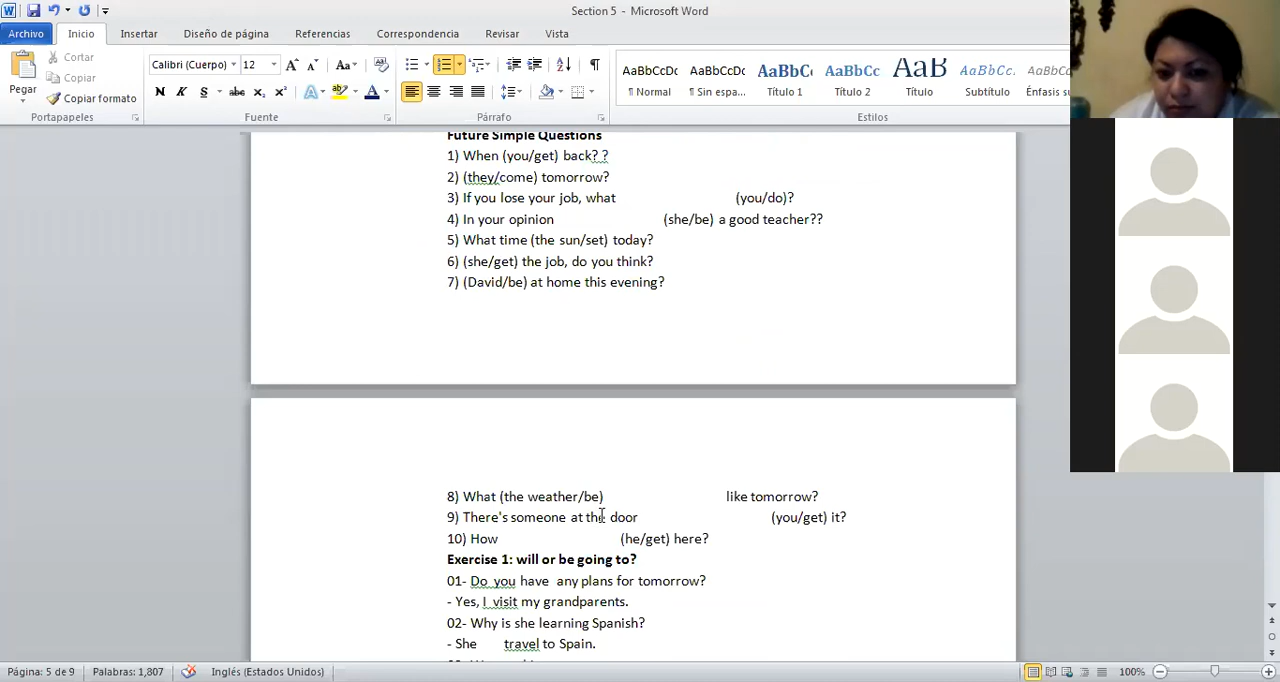 Section 5 - Microsoft Word
Archivo Inicio Insertar Diseño de página Referencias Correspondencia Revisar Vista
Pegar
Cortar
Copiar
Copiar formato
Portapapeles
Calibri (Cuerpo) 12
Fuente
Párrafo
AaBbCcDc AaBbCcDc AaBbC AaBbCc AaB AaBbCc. AaBbCc
¶ Normal ¶ Sin espa... Título 1 Título 2 Título Subtítulo Énfasis su
Estilos
Future Simple Questions
1) When (you/get) back? ?
2) (they/come) tomorrow?
3) If you lose your job, what (you/do)?
4) In your opinion (she/be) a good teacher??
5) What time (the sun/set) today?
6) (she/get) the job, do you think?
7) (David/be) at home this evening?
8) What (the weather/be) like tomorrow?
9) There's someone at the door (you/get) it?
10) How (he/get) here?
Exercise 1: will or be going to?
01- Do you have any plans for tomorrow?
- Yes, I visit my grandparents.
02- Why is she learning Spanish?
- She travel to Spain.
Página: 5 de 9 Palabras: 1,807 Inglés (Estados Unidos) 100%